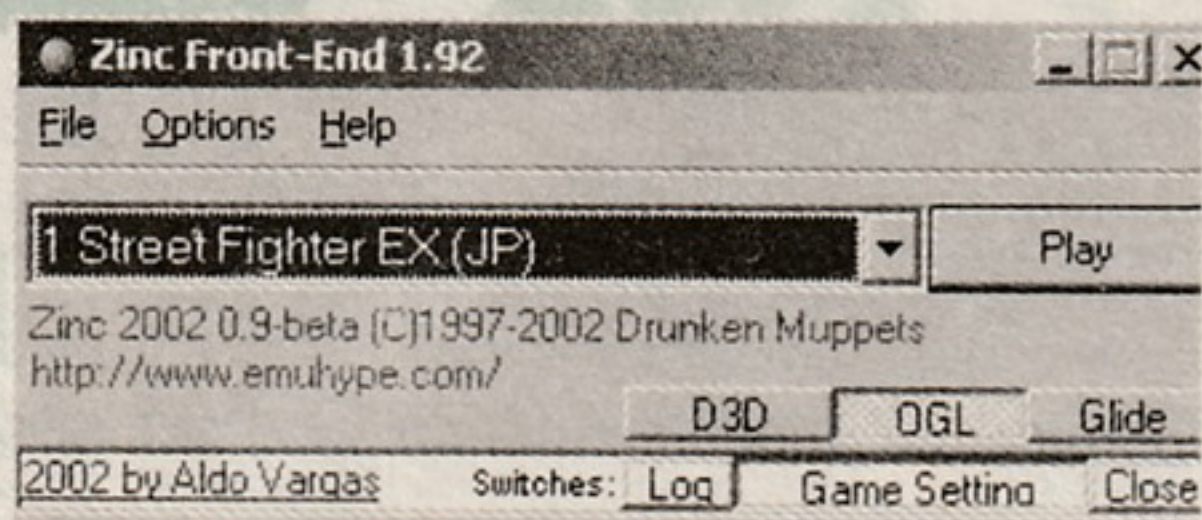 Zinc Front-End 1.92
File Options Help
1 Street Fighter EX (JP) Play
Zinc 2002 0.9-beta (C)1997-2002 Drunken Muppets
http://www.emuhype.com/
D3D OGL Glide
2002 by Aldo Vargas Switches: Log Game Setting Close